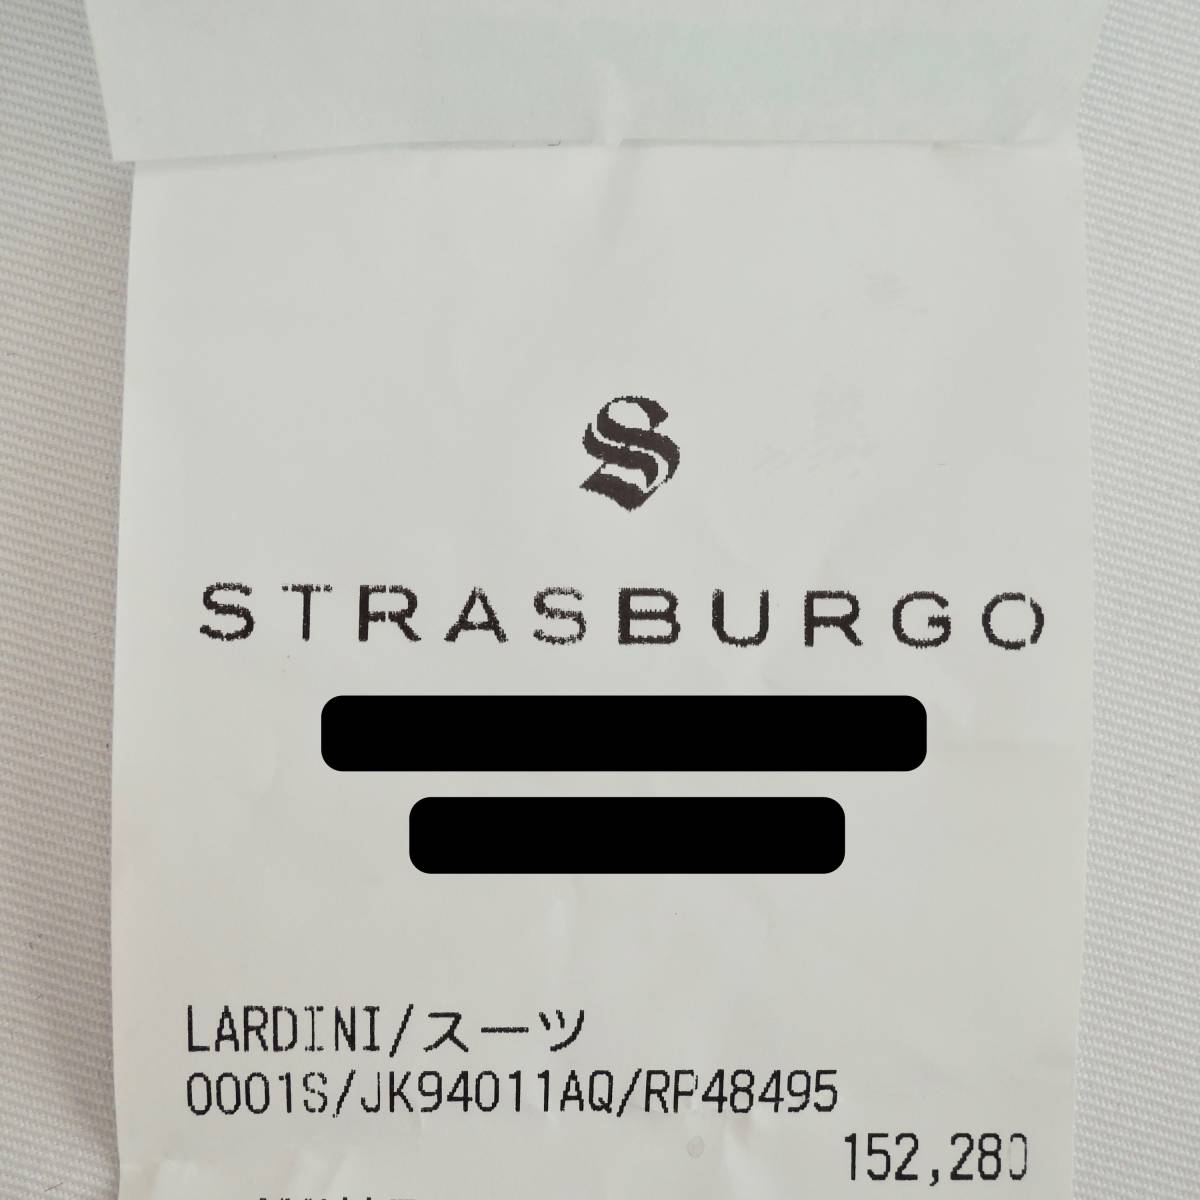 S
STRASBURGO
LARDINI/スーツ
0001S/JK94011AQ/RP48495
152,280